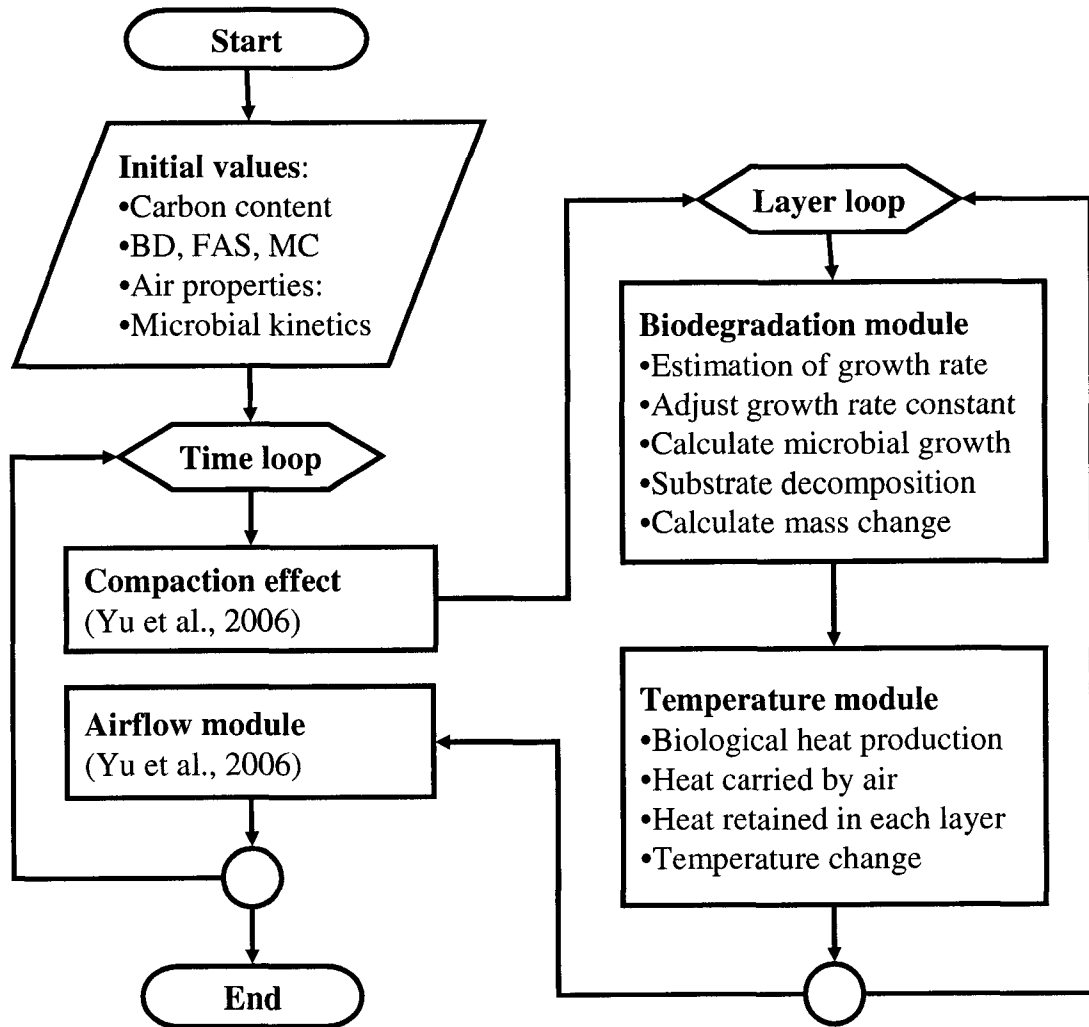 Start
Initial values:
•Carbon content
•BD, FAS, MC
•Air properties:
•Microbial kinetics
Time loop
Compaction effect
(Yu et al., 2006)
Layer loop
Biodegradation module
•Estimation of growth rate
•Adjust growth rate constant
•Calculate microbial growth
•Substrate decomposition
•Calculate mass change
Temperature module
•Biological heat production
•Heat carried by air
•Heat retained in each layer
•Temperature change
Airflow module
(Yu et al., 2006)
End